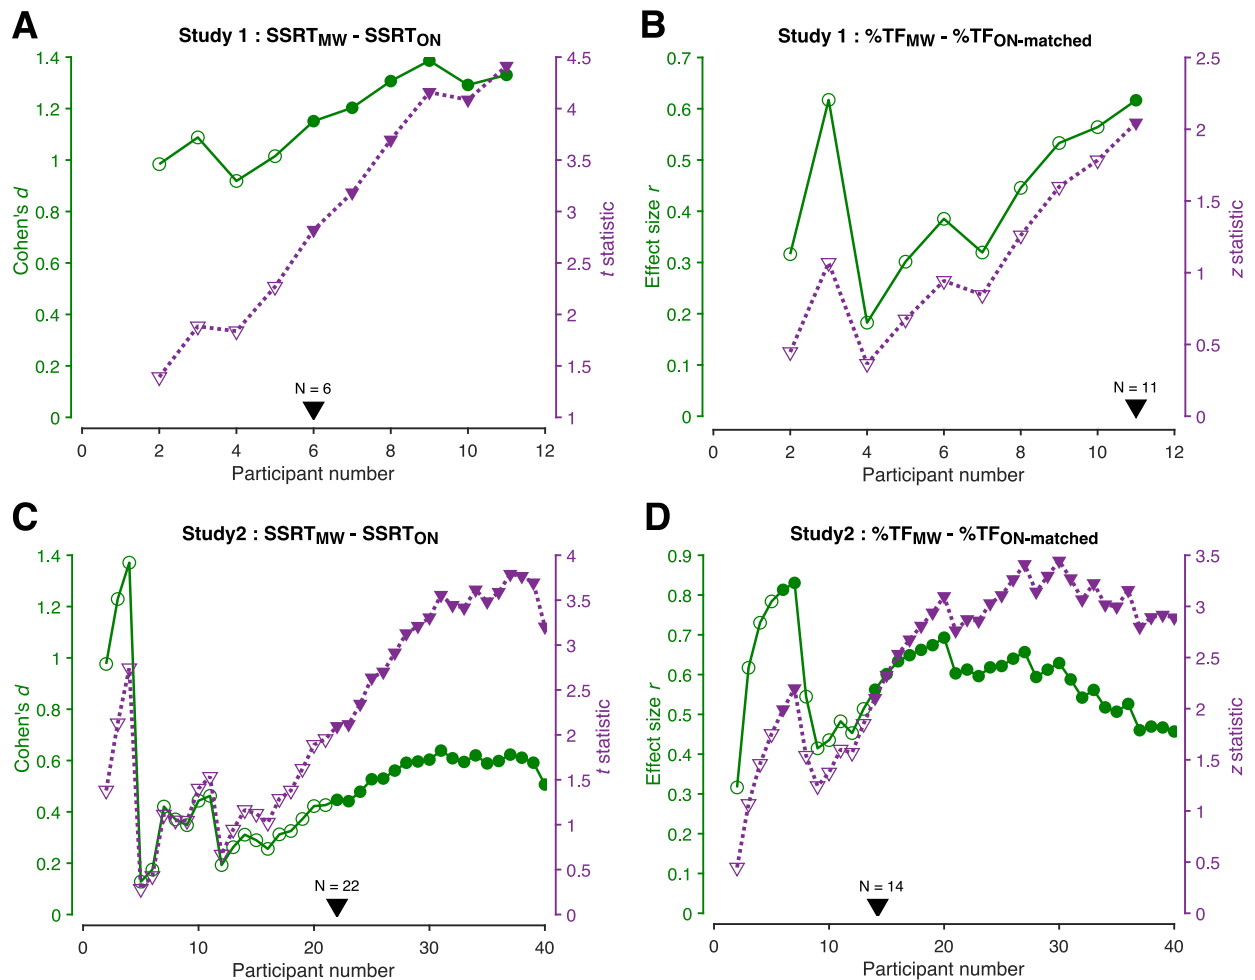 A
Study 1 : SSRTMW - SSRTON
1.4
1.2
1
0.8
0.6
0.4
0.2
0
Cohen's d
4.5
4
3.5
3
2.5
2
1.5
1
t statistic
N = 6
0 2 4 6 8 10 12
Participant number
B
Study 1 : %TFMW - %TFON-matched
0.7
0.6
0.5
0.4
0.3
0.2
0.1
0
Effect size r
2.5
2
1.5
1
0.5
0
z statistic
N = 11
0 2 4 6 8 10 12
Participant number
C
Study2 : SSRTMW - SSRTON
1.4
1.2
1
0.8
0.6
0.4
0.2
0
Cohen's d
4
3.5
3
2.5
2
1.5
1
0.5
0
t statistic
N = 22
0 10 20 30 40
Participant number
D
Study2 : %TFMW - %TFON-matched
0.9
0.8
0.7
0.6
0.5
0.4
0.3
0.2
0.1
0
Effect size r
3.5
3
2.5
2
1.5
1
0.5
0
z statistic
N = 14
0 10 20 30 40
Participant number